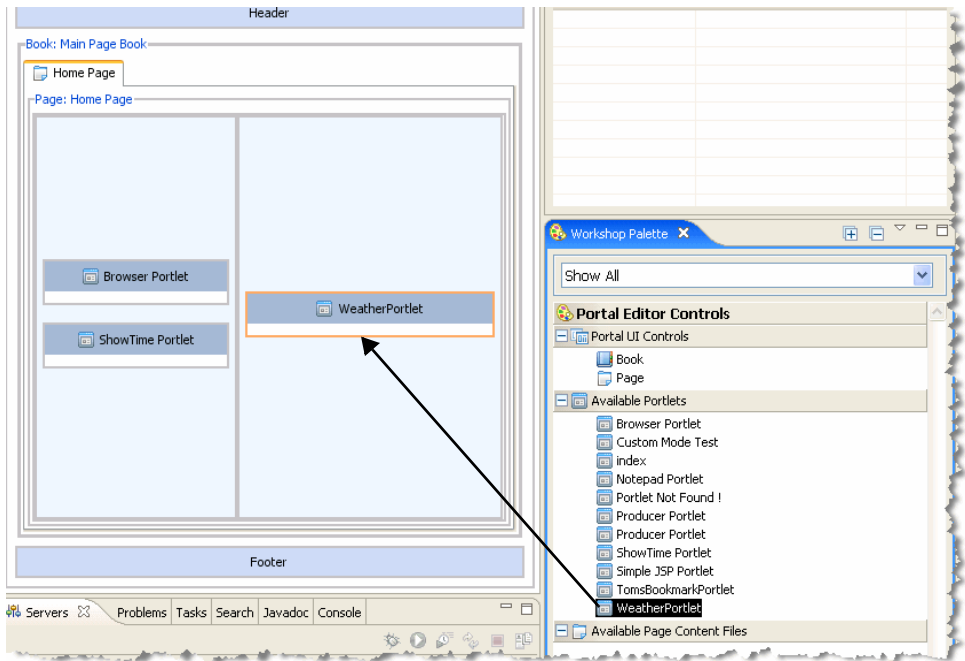 Header
Book: Main Page Book
Home Page
Page: Home Page
Browser Portlet
ShowTime Portlet
WeatherPortlet
Footer
Servers Problems Tasks Search Javadoc Console
Workshop Palette
Show All
Portal Editor Controls
Portal UI Controls
Book
Page
Available Portlets
Browser Portlet
Custom Mode Test
index
Notepad Portlet
Portlet Not Found !
Producer Portlet
Producer Portlet
ShowTime Portlet
Simple JSP Portlet
TomsBookmarkPortlet
WeatherPortlet
Available Page Content Files